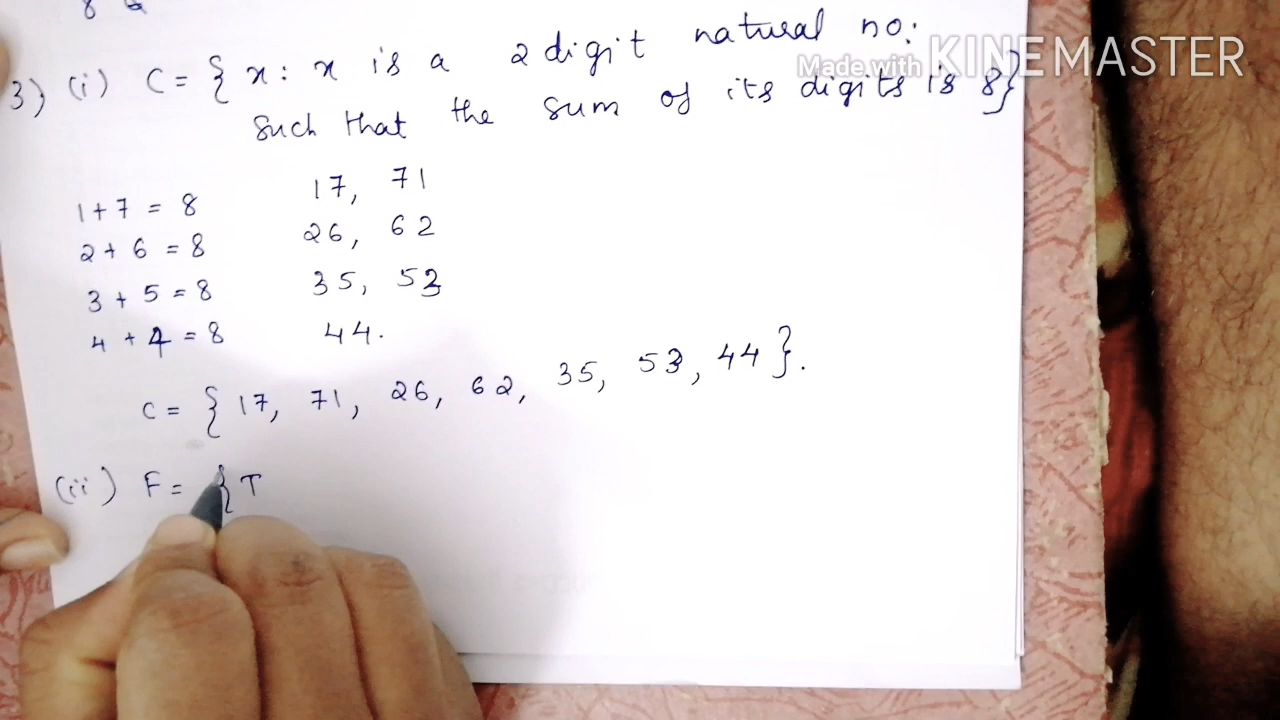 8
3) (i) C = { x : x is a 2 digit natural no:
Made with KINEMASTER
such that the sum of its digits is 8}
1 + 7 = 8 17, 71
2 + 6 = 8 26, 62
3 + 5 = 8 35, 53
4 + 4 = 8 44.
C = { 17, 71, 26, 62, 35, 53, 44 }.
(ii) F = { T